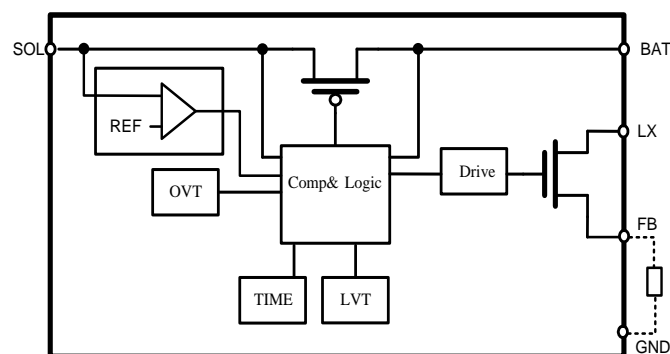 SOL
BAT
REF
LX
Comp& Logic
Drive
OVT
FB
TIME
LVT
GND